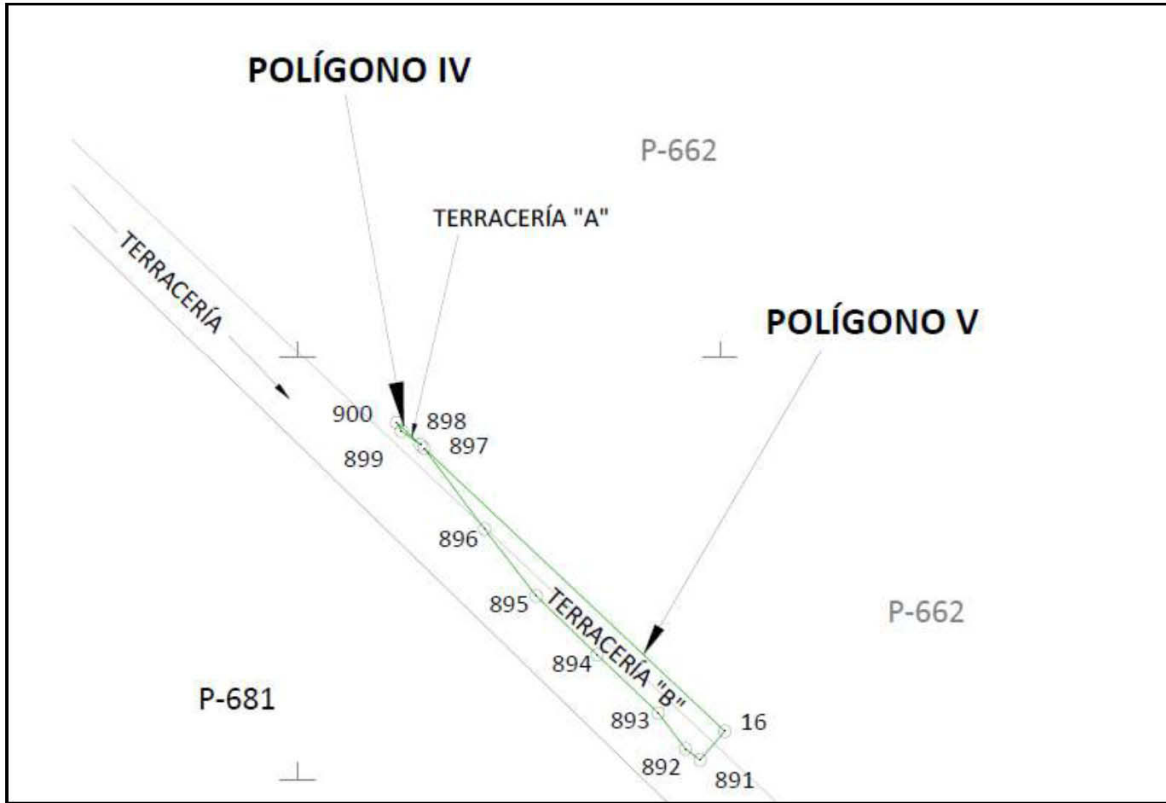 POLÍGONO IV
P-662
TERRACERÍA "A"
TERRACERÍA
POLÍGONO V
900
898
899
897
896
895
TERRACERÍA "B"
P-662
894
P-681
893
16
892
891